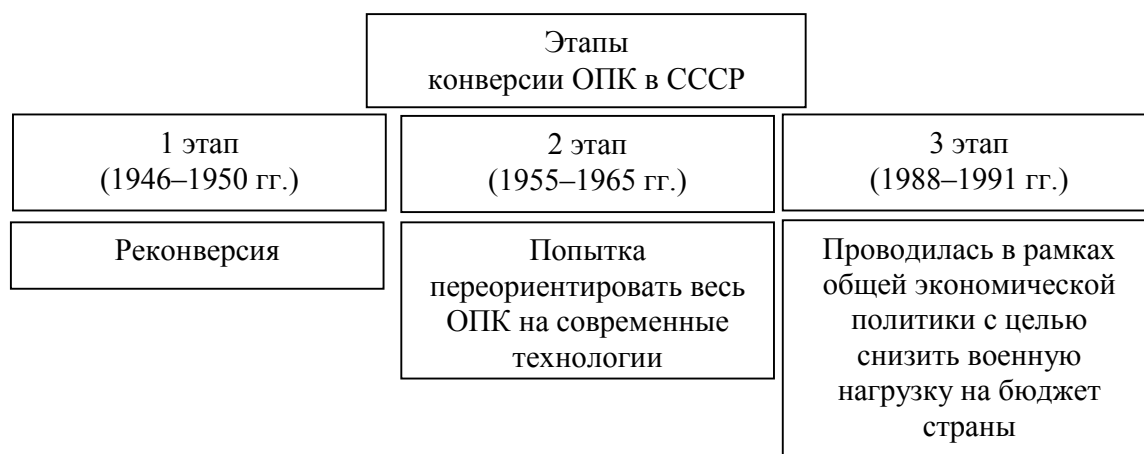 Этапы
конверсии ОПК в СССР
1 этап
(1946–1950 гг.)
2 этап
(1955–1965 гг.)
3 этап
(1988–1991 гг.)
Реконверсия
Попытка
переориентировать весь
ОПК на современные
технологии
Проводилась в рамках
общей экономической
политики с целью
снизить военную
нагрузку на бюджет
страны